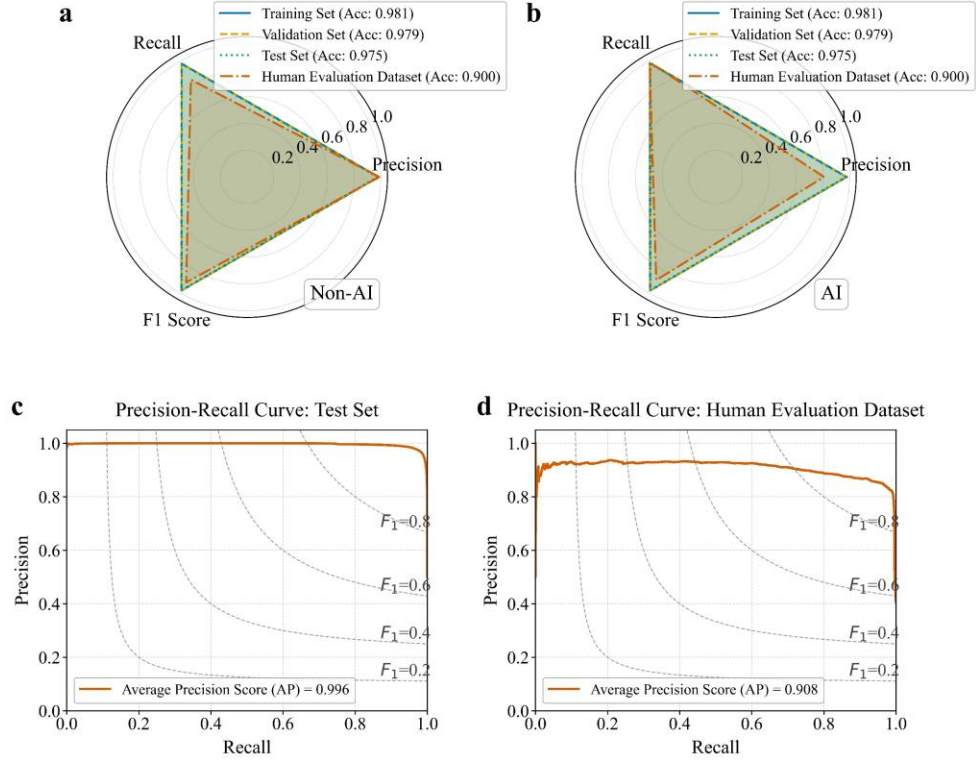 a
Training Set (Acc: 0.981)
Validation Set (Acc: 0.979)
Test Set (Acc: 0.975)
Human Evaluation Dataset (Acc: 0.900)
Recall
1.0
0.8
0.6
0.4
0.2
Precision
Non-AI
F1 Score
b
Training Set (Acc: 0.981)
Validation Set (Acc: 0.979)
Test Set (Acc: 0.975)
Human Evaluation Dataset (Acc: 0.900)
Recall
1.0
0.8
0.6
0.4
0.2
Precision
AI
F1 Score
c
Precision-Recall Curve: Test Set
1.0
0.8
0.6
0.4
0.2
0.0
Precision
F₁=0.8
F₁=0.6
F₁=0.4
F₁=0.2
Average Precision Score (AP) = 0.996
0.0 0.2 0.4 0.6 0.8 1.0
Recall
d
Precision-Recall Curve: Human Evaluation Dataset
1.0
0.8
0.6
0.4
0.2
0.0
Precision
F₁=0.8
F₁=0.6
F₁=0.4
F₁=0.2
Average Precision Score (AP) = 0.908
0.0 0.2 0.4 0.6 0.8 1.0
Recall